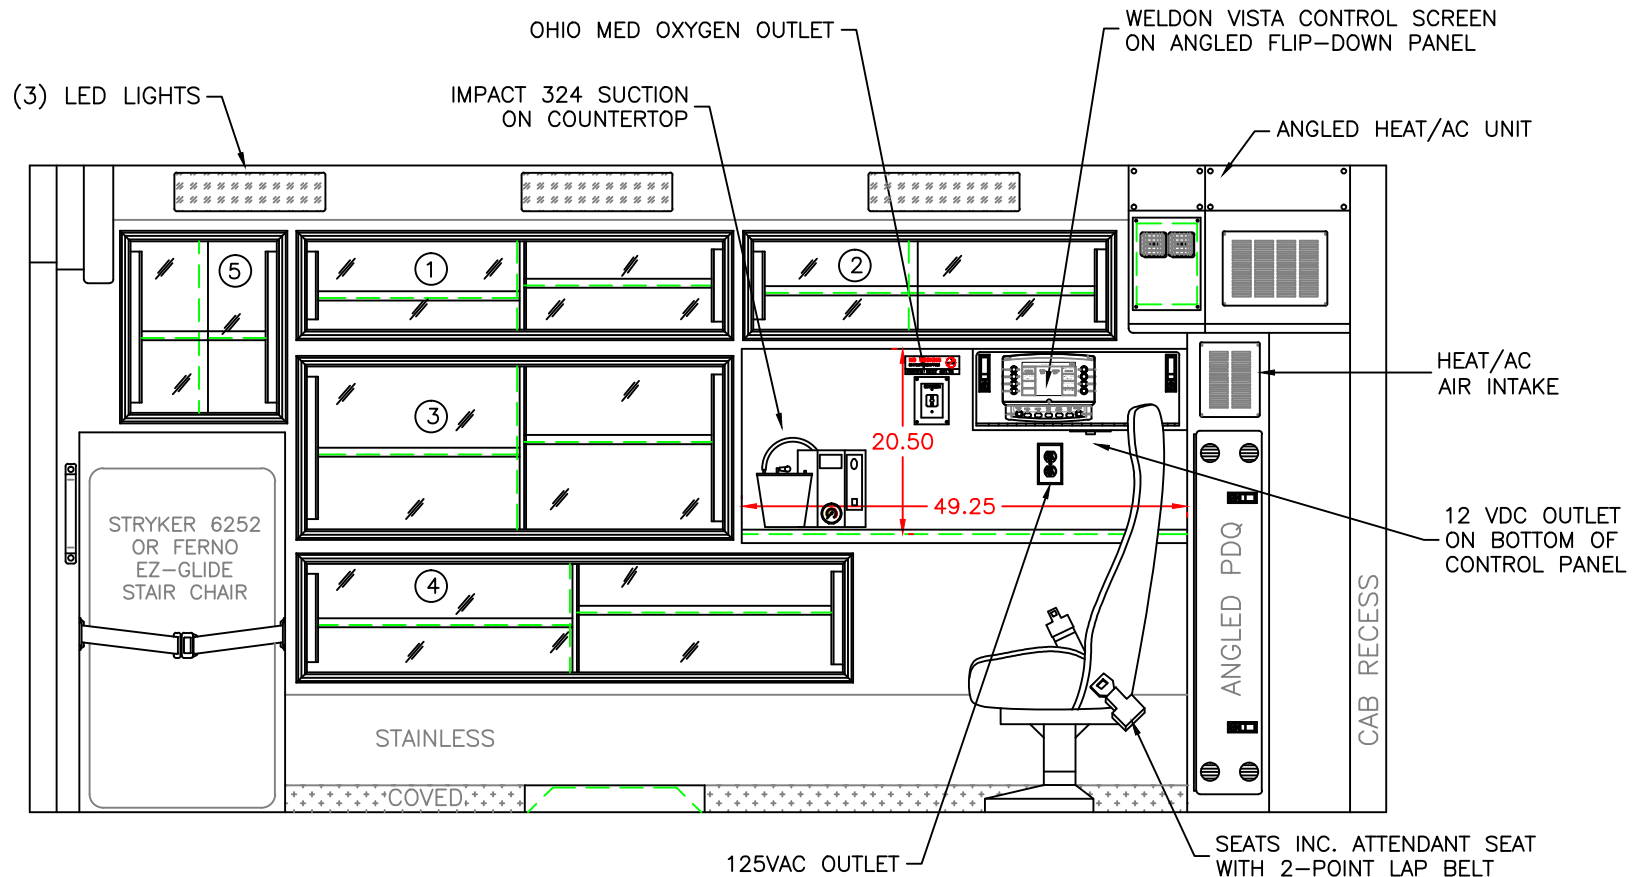 WELDON VISTA CONTROL SCREEN
ON ANGLED FLIP-DOWN PANEL
OHIO MED OXYGEN OUTLET
(3) LED LIGHTS
IMPACT 324 SUCTION
ON COUNTERTOP
ANGLED HEAT/AC UNIT
5
1
2
HEAT/AC
AIR INTAKE
3
20.50
49.25
STRYKER 6252
OR FERNO
EZ-GLIDE
STAIR CHAIR
12 VDC OUTLET
ON BOTTOM OF
CONTROL PANEL
4
ANGLED PDQ
CAB RECESS
STAINLESS
COVED
125VAC OUTLET
SEATS INC. ATTENDANT SEAT
WITH 2-POINT LAP BELT